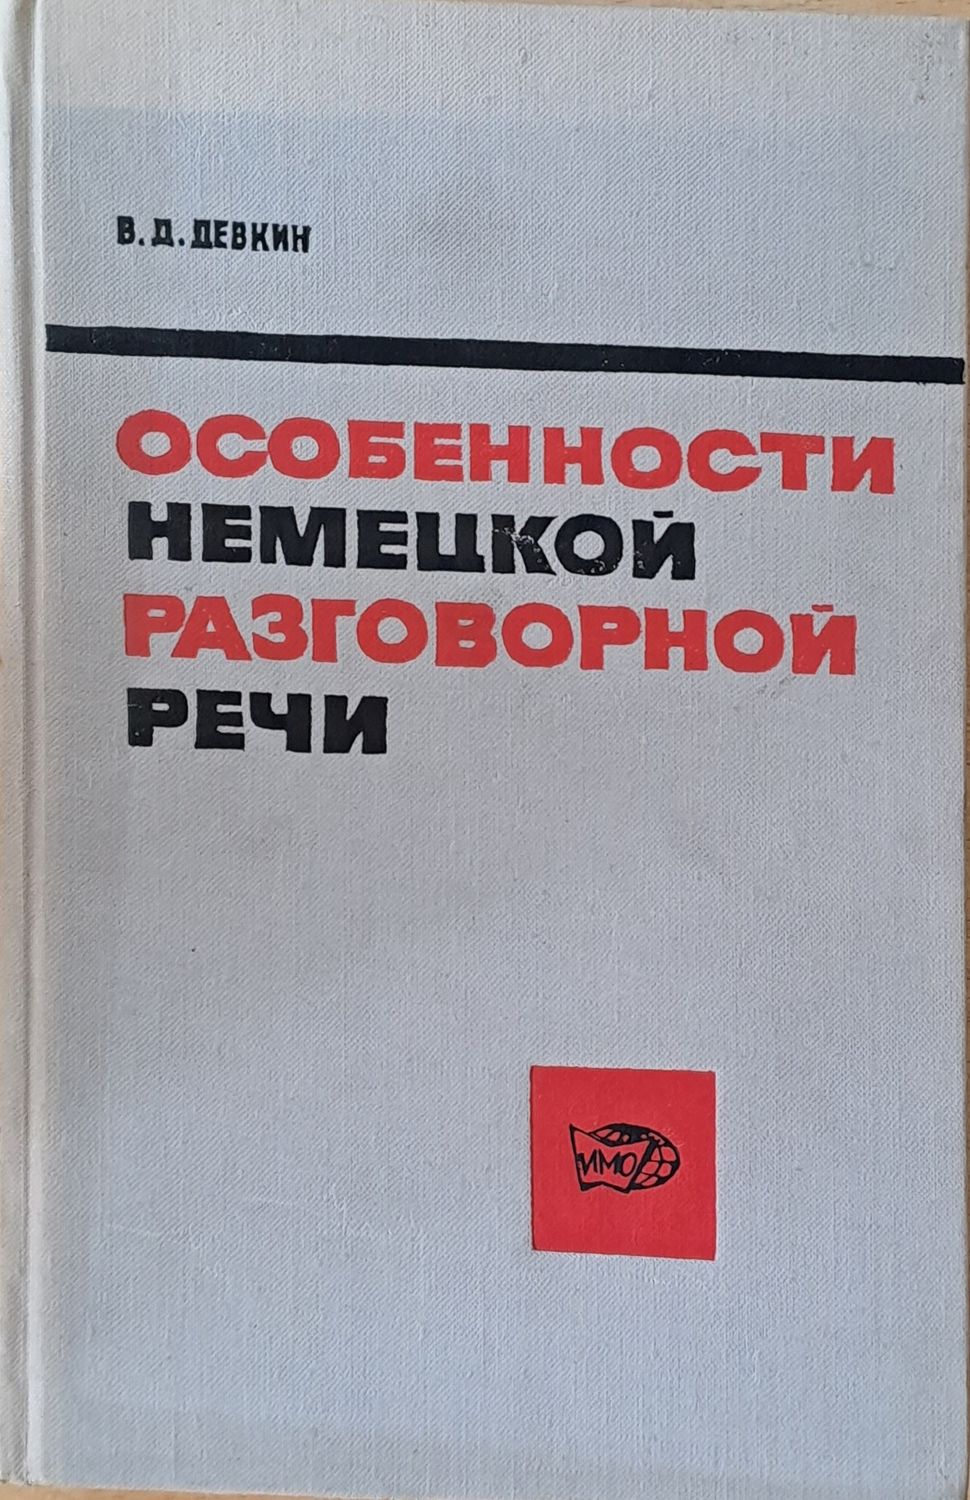 В. Д. ДЕВКИН
ОСОБЕННОСТИ
НЕМЕЦКОЙ
РАЗГОВОРНОЙ
РЕЧИ
ИМО